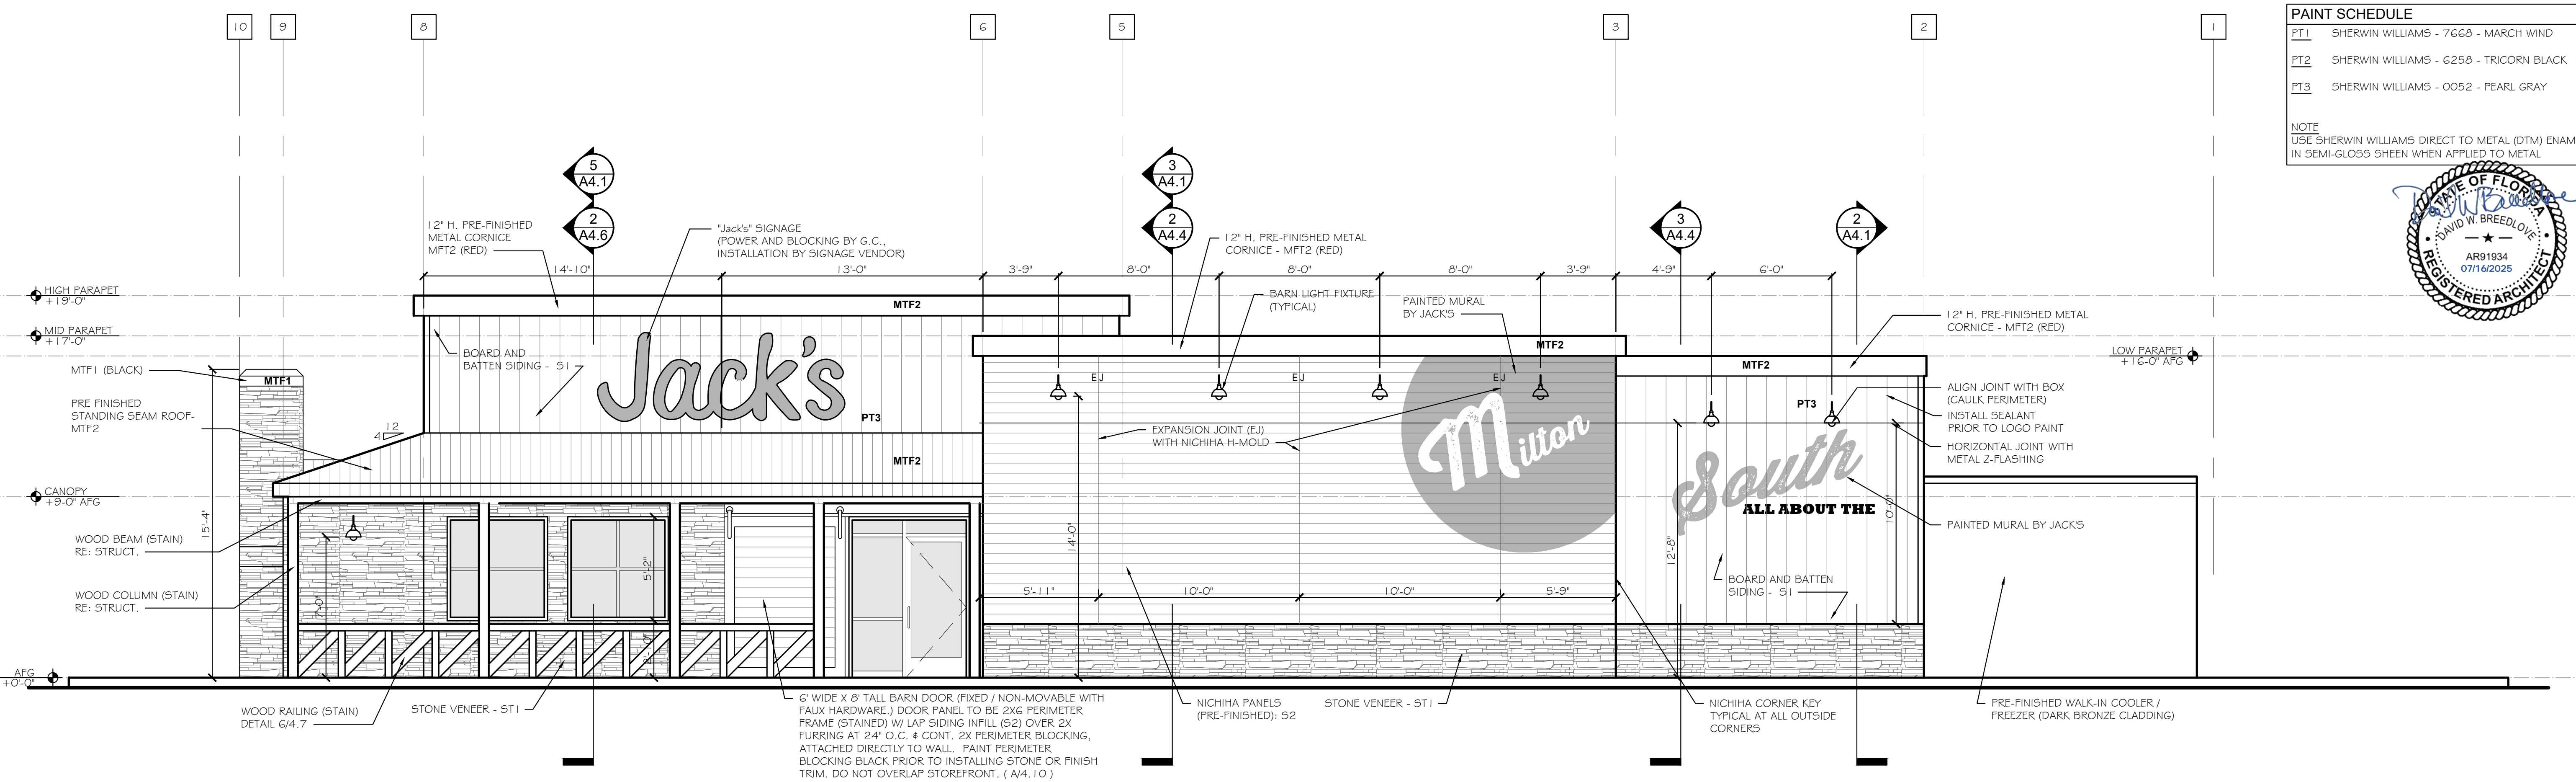 10
9
8
6
5
3
2
1
PAINT SCHEDULE
PT1 SHERWIN WILLIAMS - 7668 - MARCH WIND
PT2 SHERWIN WILLIAMS - 6258 - TRICORN BLACK
PT3 SHERWIN WILLIAMS - 0052 - PEARL GRAY
NOTE
USE SHERWIN WILLIAMS DIRECT TO METAL (DTM) ENAM
IN SEMI-GLOSS SHEEN WHEN APPLIED TO METAL
STATE OF FLORIDA
DAVID W. BREEDLOVE
AR91934
07/16/2025
REGISTERED ARCHITECT
5
A4.1
2
A4.6
3
A4.1
2
A4.4
3
A4.4
2
A4.1
12" H. PRE-FINISHED
METAL CORNICE
MFT2 (RED)
"Jack's" SIGNAGE
(POWER AND BLOCKING BY G.C.,
INSTALLATION BY SIGNAGE VENDOR)
12" H. PRE-FINISHED METAL
CORNICE - MFT2 (RED)
14'-10"
13'-0"
3'-9"
8'-0"
8'-0"
8'-0"
3'-9"
4'-9"
6'-0"
HIGH PARAPET
+19'-0"
MID PARAPET
+17'-0"
MTF2
BARN LIGHT FIXTURE
(TYPICAL)
PAINTED MURAL
BY JACK'S
12" H. PRE-FINISHED METAL
CORNICE - MFT2 (RED)
LOW PARAPET
+16-0" AFG
MTF2
MTF2
BOARD AND
BATTEN SIDING - S1
Jack's
PT3
MTF1 (BLACK)
MTF1
EJ
EJ
EJ
PRE FINISHED
STANDING SEAM ROOF-
MTF2
12
4
MTF2
EXPANSION JOINT (EJ)
WITH NICHIHA H-MOLD
Milton
PT3
ALIGN JOINT WITH BOX
(CAULK PERIMETER)
INSTALL SEALANT
PRIOR TO LOGO PAINT
HORIZONTAL JOINT WITH
METAL Z-FLASHING
South
ALL ABOUT THE
PAINTED MURAL BY JACK'S
CANOPY
+9-0" AFG
15'-4"
14'-0"
12'-8"
10'-0"
WOOD BEAM (STAIN)
RE: STRUCT.
WOOD COLUMN (STAIN)
RE: STRUCT.
7'-0"
5'-2"
5'-11"
10'-0"
10'-0"
5'-9"
BOARD AND BATTEN
SIDING - S1
AFG
+0'-0"
WOOD RAILING (STAIN)
DETAIL 6/4.7
STONE VENEER - ST1
6' WIDE X 8' TALL BARN DOOR (FIXED / NON-MOVABLE WITH
FAUX HARDWARE.) DOOR PANEL TO BE 2X6 PERIMETER
FRAME (STAINED) W/ LAP SIDING INFILL (S2) OVER 2X
FURRING AT 24" O.C. & CONT. 2X PERIMETER BLOCKING,
ATTACHED DIRECTLY TO WALL. PAINT PERIMETER
BLOCKING BLACK PRIOR TO INSTALLING STONE OR FINISH
TRIM. DO NOT OVERLAP STOREFRONT. ( A/4.10 )
NICHIHA PANELS
(PRE-FINISHED): S2
STONE VENEER - ST1
NICHIHA CORNER KEY
TYPICAL AT ALL OUTSIDE
CORNERS
PRE-FINISHED WALK-IN COOLER /
FREEZER (DARK BRONZE CLADDING)